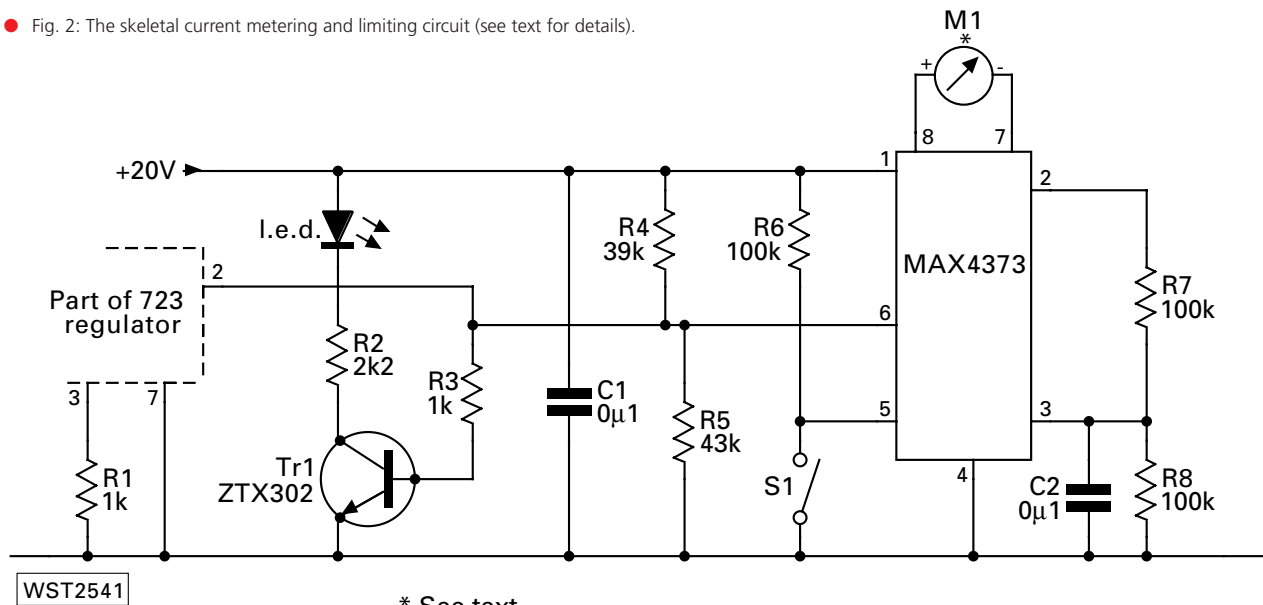 Fig. 2: The skeletal current metering and limiting circuit (see text for details).
M1
*
+
-
8
7
+20V
1
2
l.e.d.
R4
39k
R6
100k
MAX4373
2
Part of 723
regulator
R7
100k
6
R2
2k2
R3
1k
C1
0µ1
3
7
R5
43k
5
3
R1
1k
Tr1
ZTX302
S1
4
C2
0µ1
R8
100k
WST2541
* See text